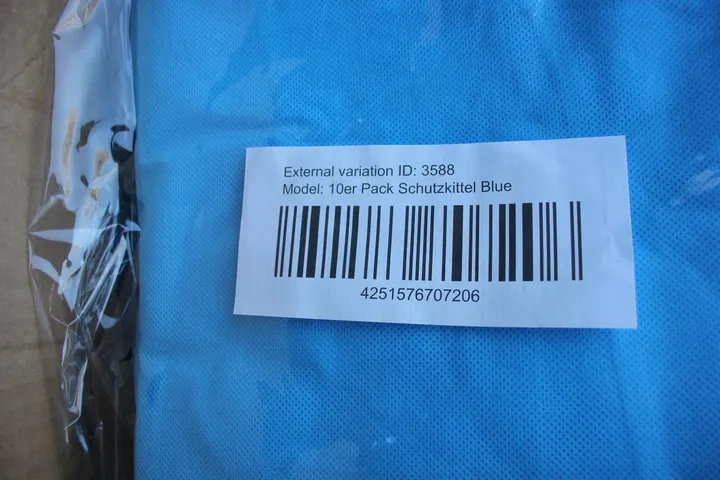 External variation ID: 3588
Model: 10er Pack Schutzkittel Blue
4251576707206